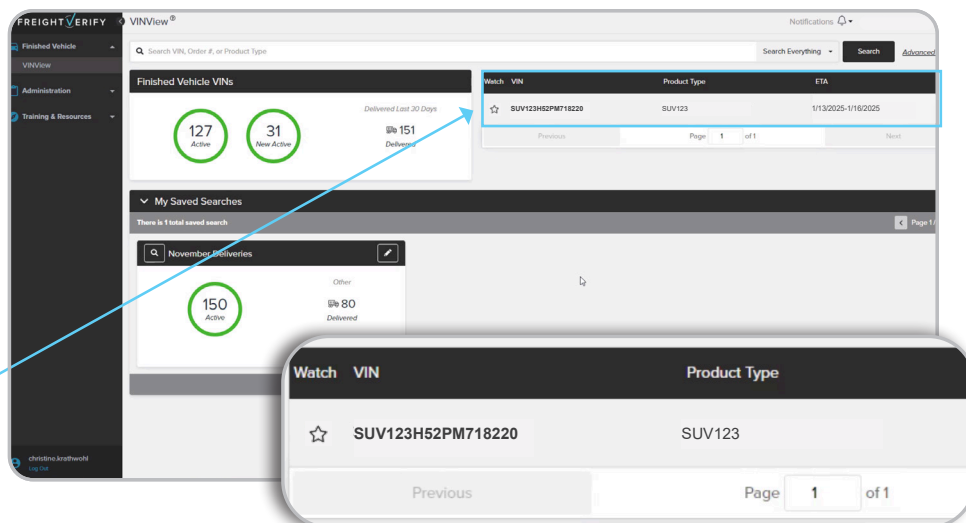 FREIGHTVERIFY
VINView®
Notifications
Finished Vehicle
VINView
Administration
Training & Resources
Search VIN, Order #, or Product Type
Search Everything
Search
Advanced
Finished Vehicle VINs
127
Active
31
New Active
Delivered Last 30 Days
151
Delivered
Watch VIN Product Type ETA
SUV123H52PM718220 SUV123 1/13/2025-1/16/2025
Previous Page 1 of 1 Next
My Saved Searches
There is 1 total saved search
Page 1/
November Deliveries
150
Active
Other
80
Delivered
christine.krathwohl
Log Out
Watch VIN Product Type
SUV123H52PM718220 SUV123
Previous Page 1 of 1